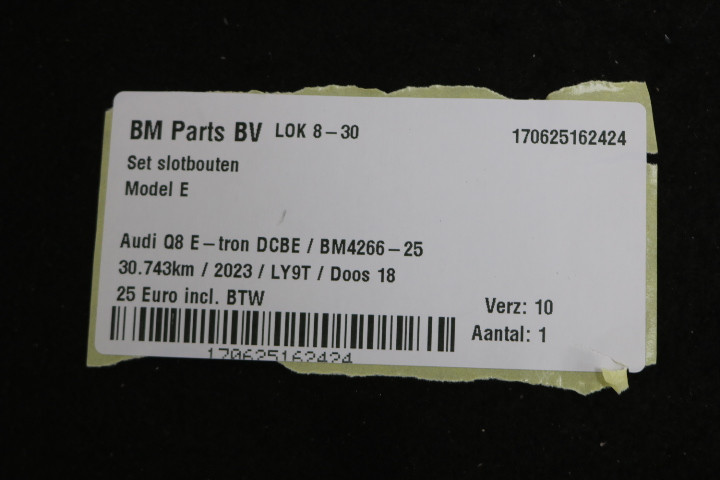 BM Parts BV LOK 8-30 170625162424
Set slotbouten
Model E
Audi Q8 E-tron DCBE / BM4266-25
30.743km / 2023 / LY9T / Doos 18
25 Euro incl. BTW
Verz: 10
Aantal: 1
170625162424